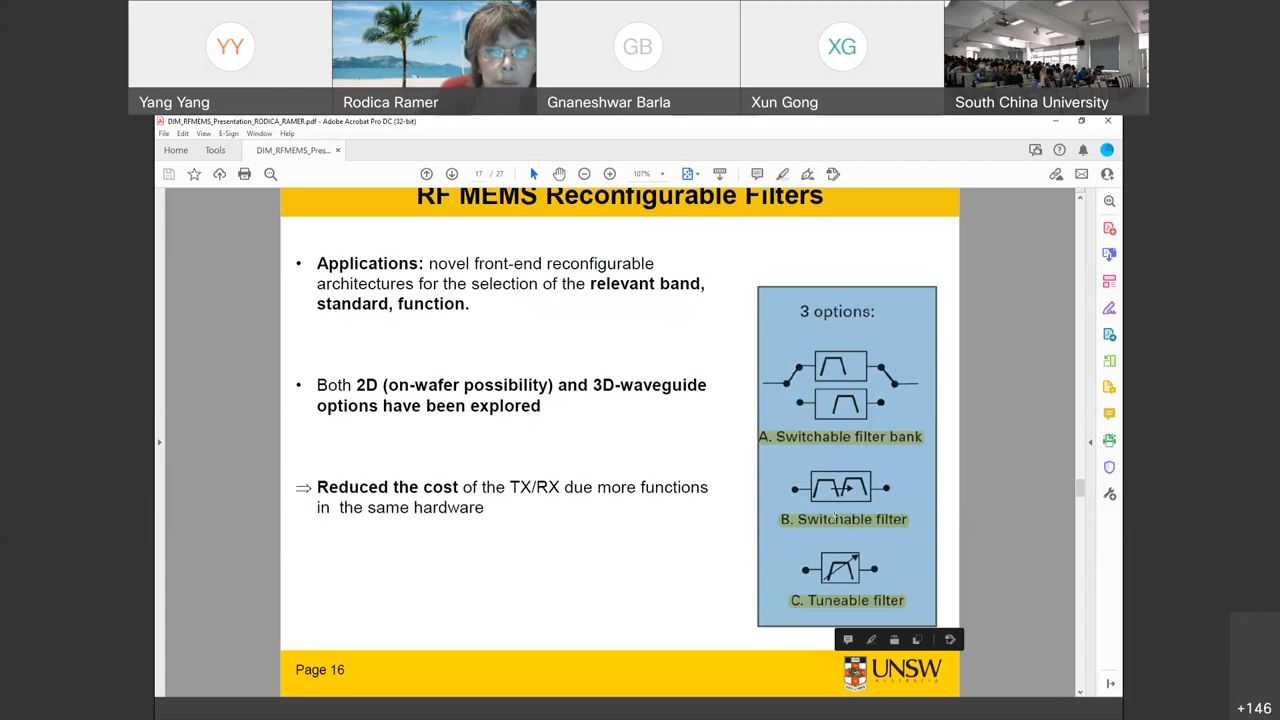 YY
GB
XG
Yang Yang
Rodica Ramer
Gnaneshwar Barla
Xun Gong
South China University
DIM_RFMEMS_Presentation_RODICA_RAMER.pdf - Adobe Acrobat Pro DC (32-bit)
File Edit View E-Sign Window Help
Home Tools DIM_RFMEMS_Pres... ×
17 / 27 107%
RF MEMS Reconfigurable Filters
• Applications: novel front-end reconfigurable
architectures for the selection of the relevant band,
standard, function.
• Both 2D (on-wafer possibility) and 3D-waveguide
options have been explored
⇒ Reduced the cost of the TX/RX due more functions
in the same hardware
3 options:
A. Switchable filter bank
B. Switchable filter
C. Tuneable filter
Page 16
UNSW
AUSTRALIA
+146